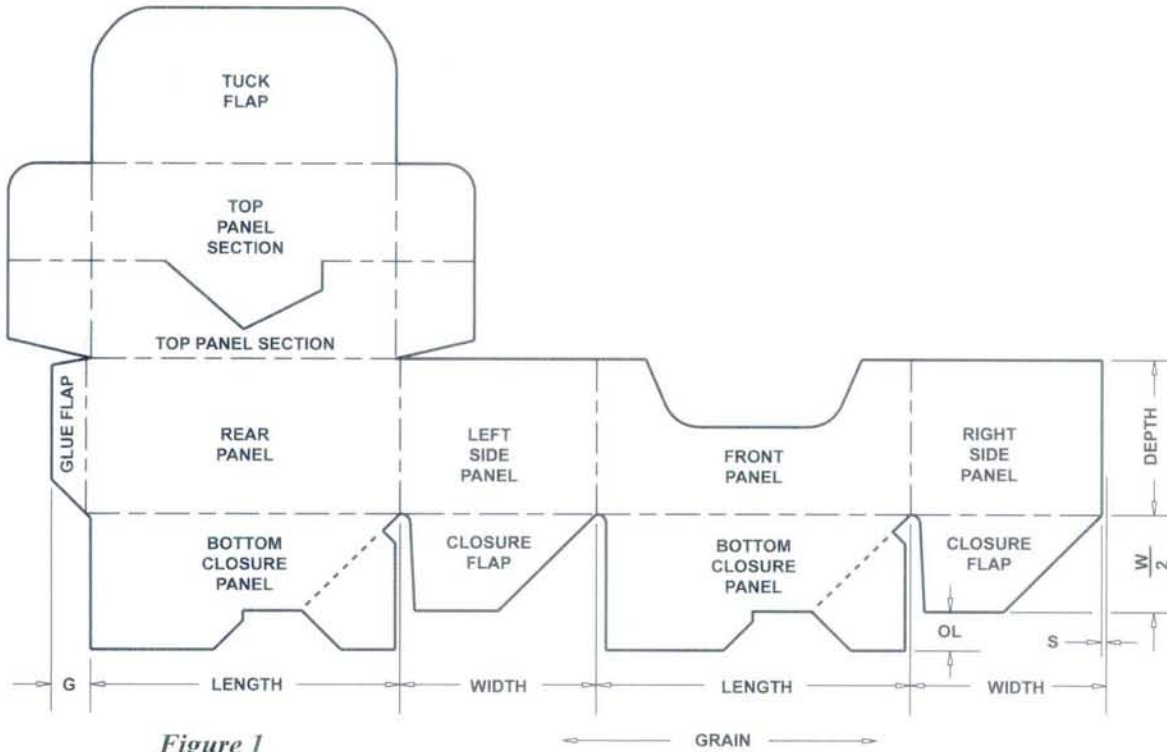 TUCK
FLAP
TOP
PANEL
SECTION
TOP PANEL SECTION
GLUE FLAP
REAR
PANEL
LEFT
SIDE
PANEL
FRONT
PANEL
RIGHT
SIDE
PANEL
DEPTH
BOTTOM
CLOSURE
PANEL
CLOSURE
FLAP
BOTTOM
CLOSURE
PANEL
CLOSURE
FLAP
W
2
OL
S
G
LENGTH
WIDTH
LENGTH
WIDTH
Figure 1
GRAIN